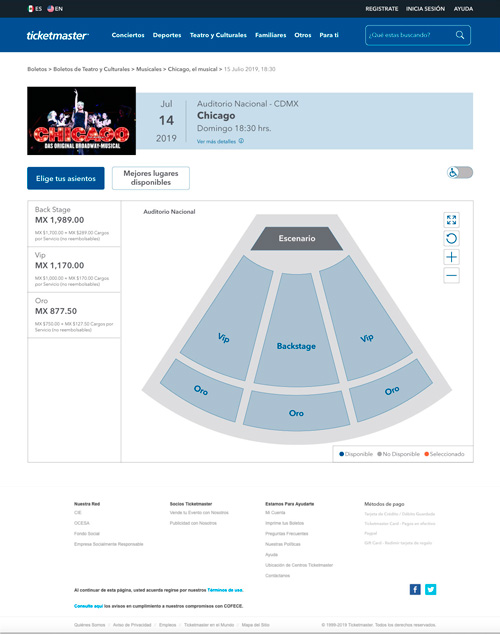 ES EN REGISTRATE INICIA SESIÓN AYUDA
ticketmaster Conciertos Deportes Teatro y Culturales Familiares Otros Para ti ¿Qué estas buscando?
Boletos > Boletos de Teatro y Culturales > Musicales > Chicago, el musical > 15 Julio 2019, 18:30
CHICAGO
DAS ORIGINAL BROADWAY-MUSICAL
Jul
14
2019
Auditorio Nacional - CDMX
Chicago
Domingo 18:30 hrs.
Ver más detalles
Elige tus asientos
Mejores lugares
disponibles
Back Stage
MX 1,989.00
MX $1,700.00 + MX $289.00 Cargos
por Servicio (no reembolsables)
Vip
MX 1,170.00
MX $1,000.00 + MX $170.00 Cargos
por Servicio (no reembolsables)
Oro
MX 877.50
MX $750.00 + MX $127.50 Cargos por
Servicio (no reembolsables)
Auditorio Nacional
Escenario
Vip
Backstage
Vip
Oro
Oro
Oro
Disponible No Disponible Seleccionado
Nuestra Red
CIE
OCESA
Fondo Social
Empresa Socialmente Responsable
Socios Ticketmaster
Vende tu Evento con Nosotros
Publicidad con Nosotros
Estamos Para Ayudarte
Mi Cuenta
Imprime tus Boletos
Preguntas Frecuentes
Nuestras Políticas
Ayuda
Ubicación de Centros Ticketmaster
Contáctanos
Métodos de pago
Al continuar de esta página, usted acuerda regirse por nuestros Términos de uso.
Consulta aquí los avisos en cumplimiento a nuestros compromisos con COFECE.
Quiénes Somos | Aviso de Privacidad | Empleos | Ticketmaster en el Mundo | Mapa del Sitio
© 1999-2019 Ticketmaster. Todos los derechos reservados.